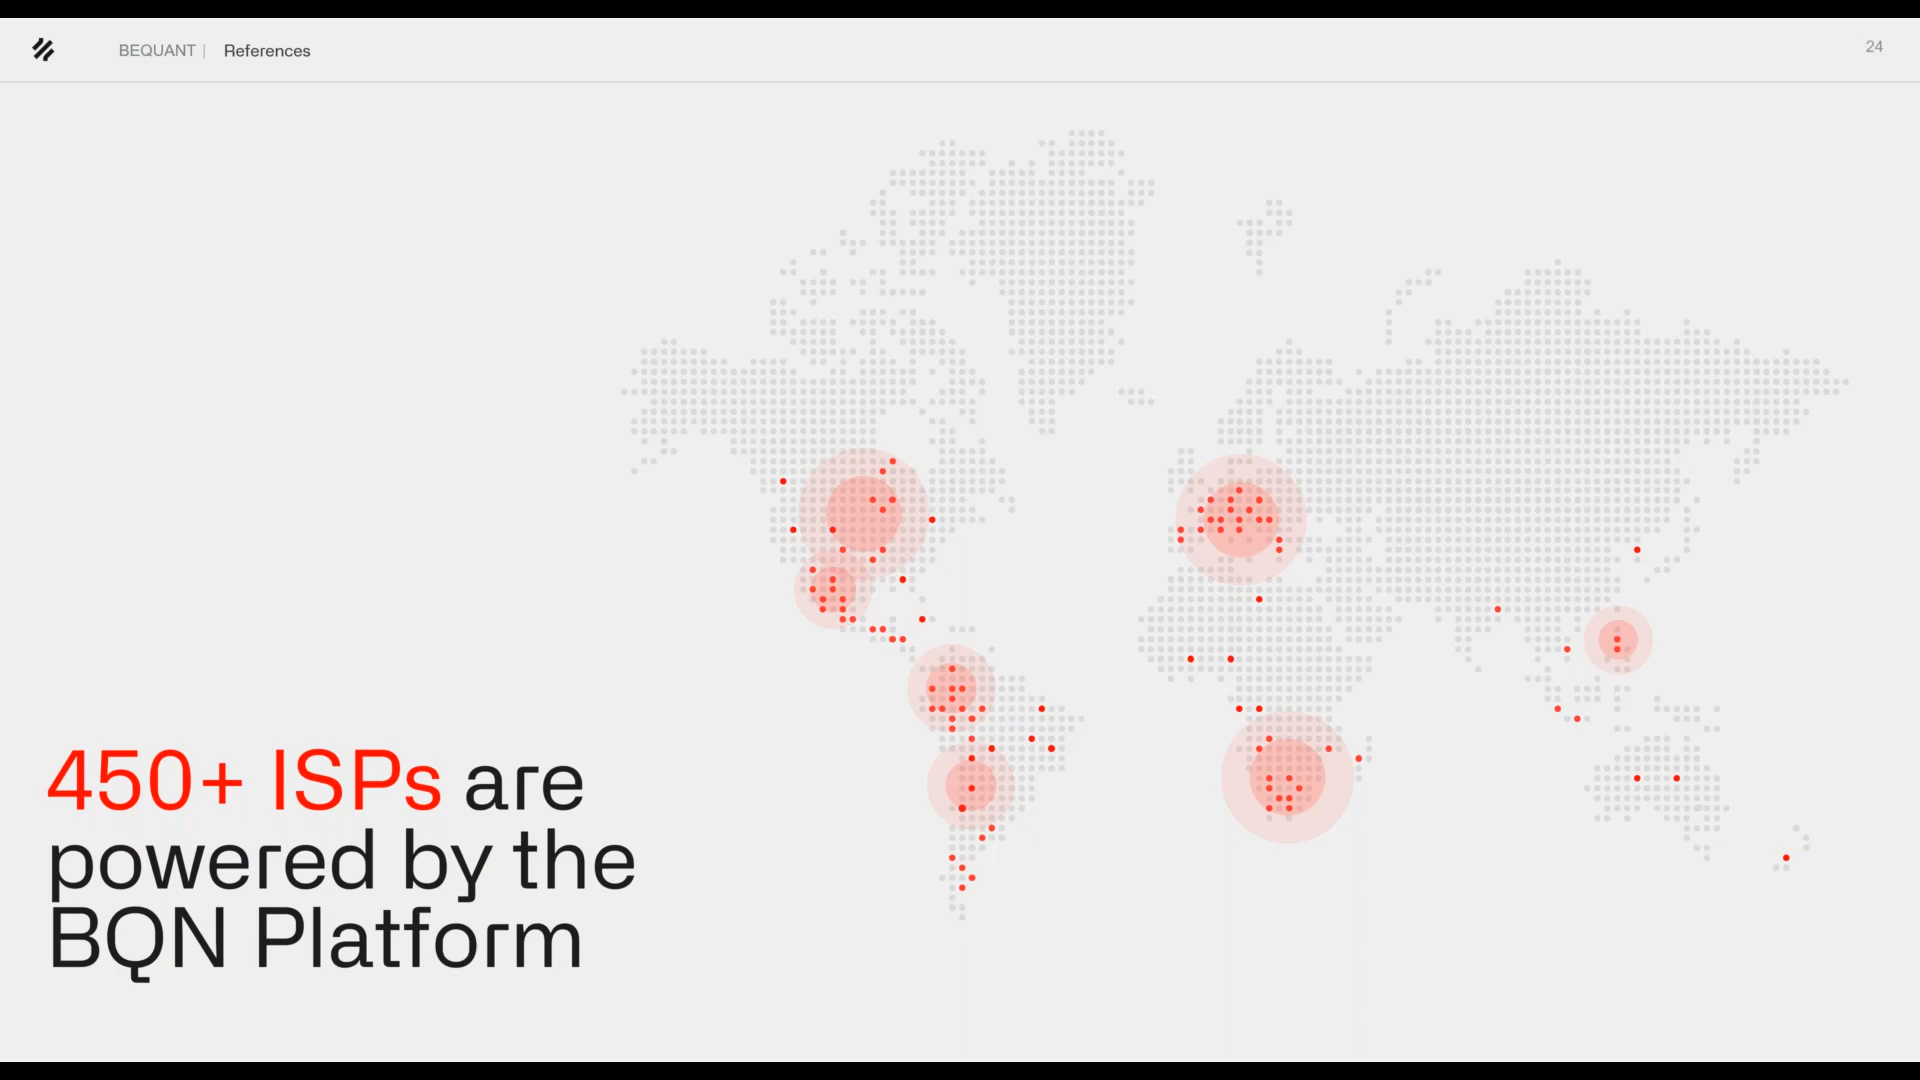 BEQUANT | References
24
450+ ISPs are
powered by the
BQN Platform